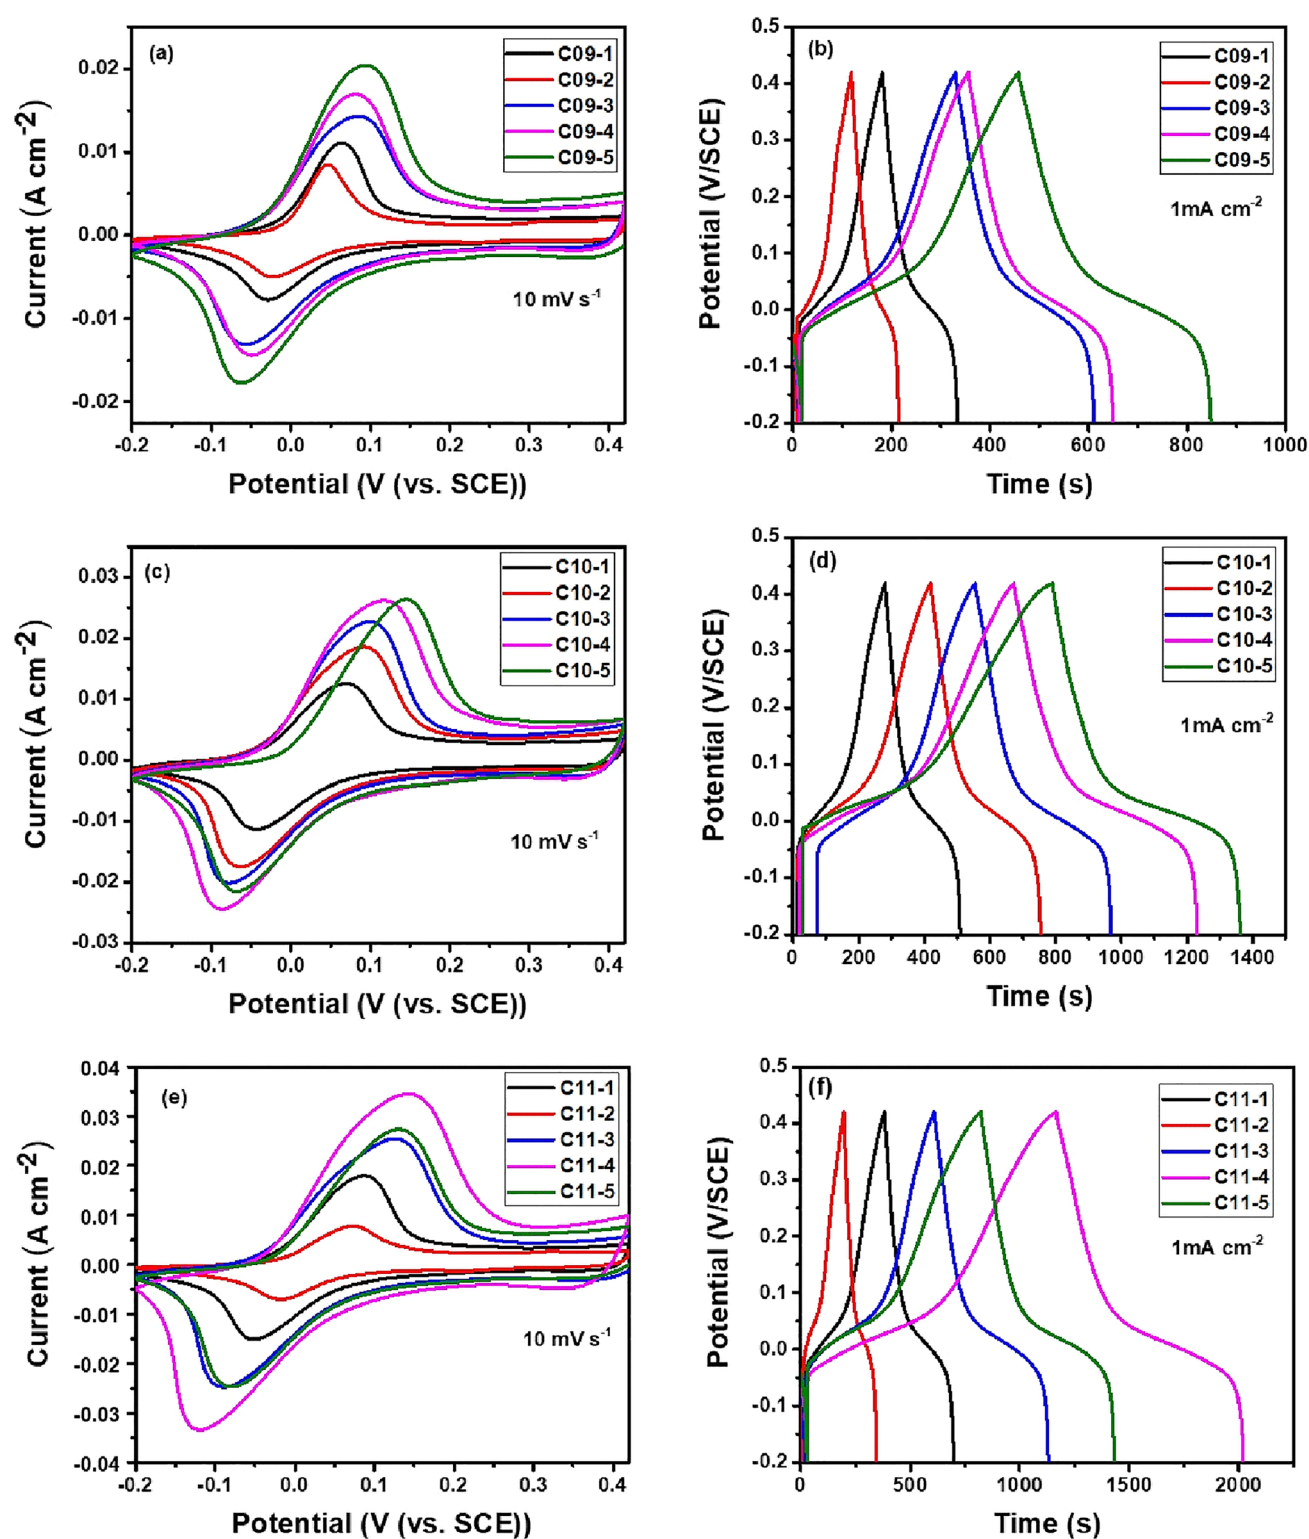 (a)
C09-1
C09-2
C09-3
C09-4
C09-5
10 mV s-1
Current (A cm-2)
0.02
0.01
0.00
-0.01
-0.02
-0.2 -0.1 0.0 0.1 0.2 0.3 0.4
Potential (V (vs. SCE))
(b)
C09-1
C09-2
C09-3
C09-4
C09-5
1mA cm-2
Potential (V/SCE)
0.5
0.4
0.3
0.2
0.1
0.0
-0.1
-0.2
0 200 400 600 800 1000
Time (s)
(c)
C10-1
C10-2
C10-3
C10-4
C10-5
10 mV s-1
Current (A cm-2)
0.03
0.02
0.01
0.00
-0.01
-0.02
-0.03
-0.2 -0.1 0.0 0.1 0.2 0.3 0.4
Potential (V (vs. SCE))
(d)
C10-1
C10-2
C10-3
C10-4
C10-5
1mA cm-2
Potential (V/SCE)
0.5
0.4
0.3
0.2
0.1
0.0
-0.1
-0.2
0 200 400 600 800 1000 1200 1400
Time (s)
(e)
C11-1
C11-2
C11-3
C11-4
C11-5
10 mV s-1
Current (A cm-2)
0.04
0.03
0.02
0.01
0.00
-0.01
-0.02
-0.03
-0.04
-0.2 -0.1 0.0 0.1 0.2 0.3 0.4
Potential (V (vs. SCE))
(f)
C11-1
C11-2
C11-3
C11-4
C11-5
1mA cm-2
Potential (V/SCE)
0.5
0.4
0.3
0.2
0.1
0.0
-0.1
-0.2
0 500 1000 1500 2000
Time (s)